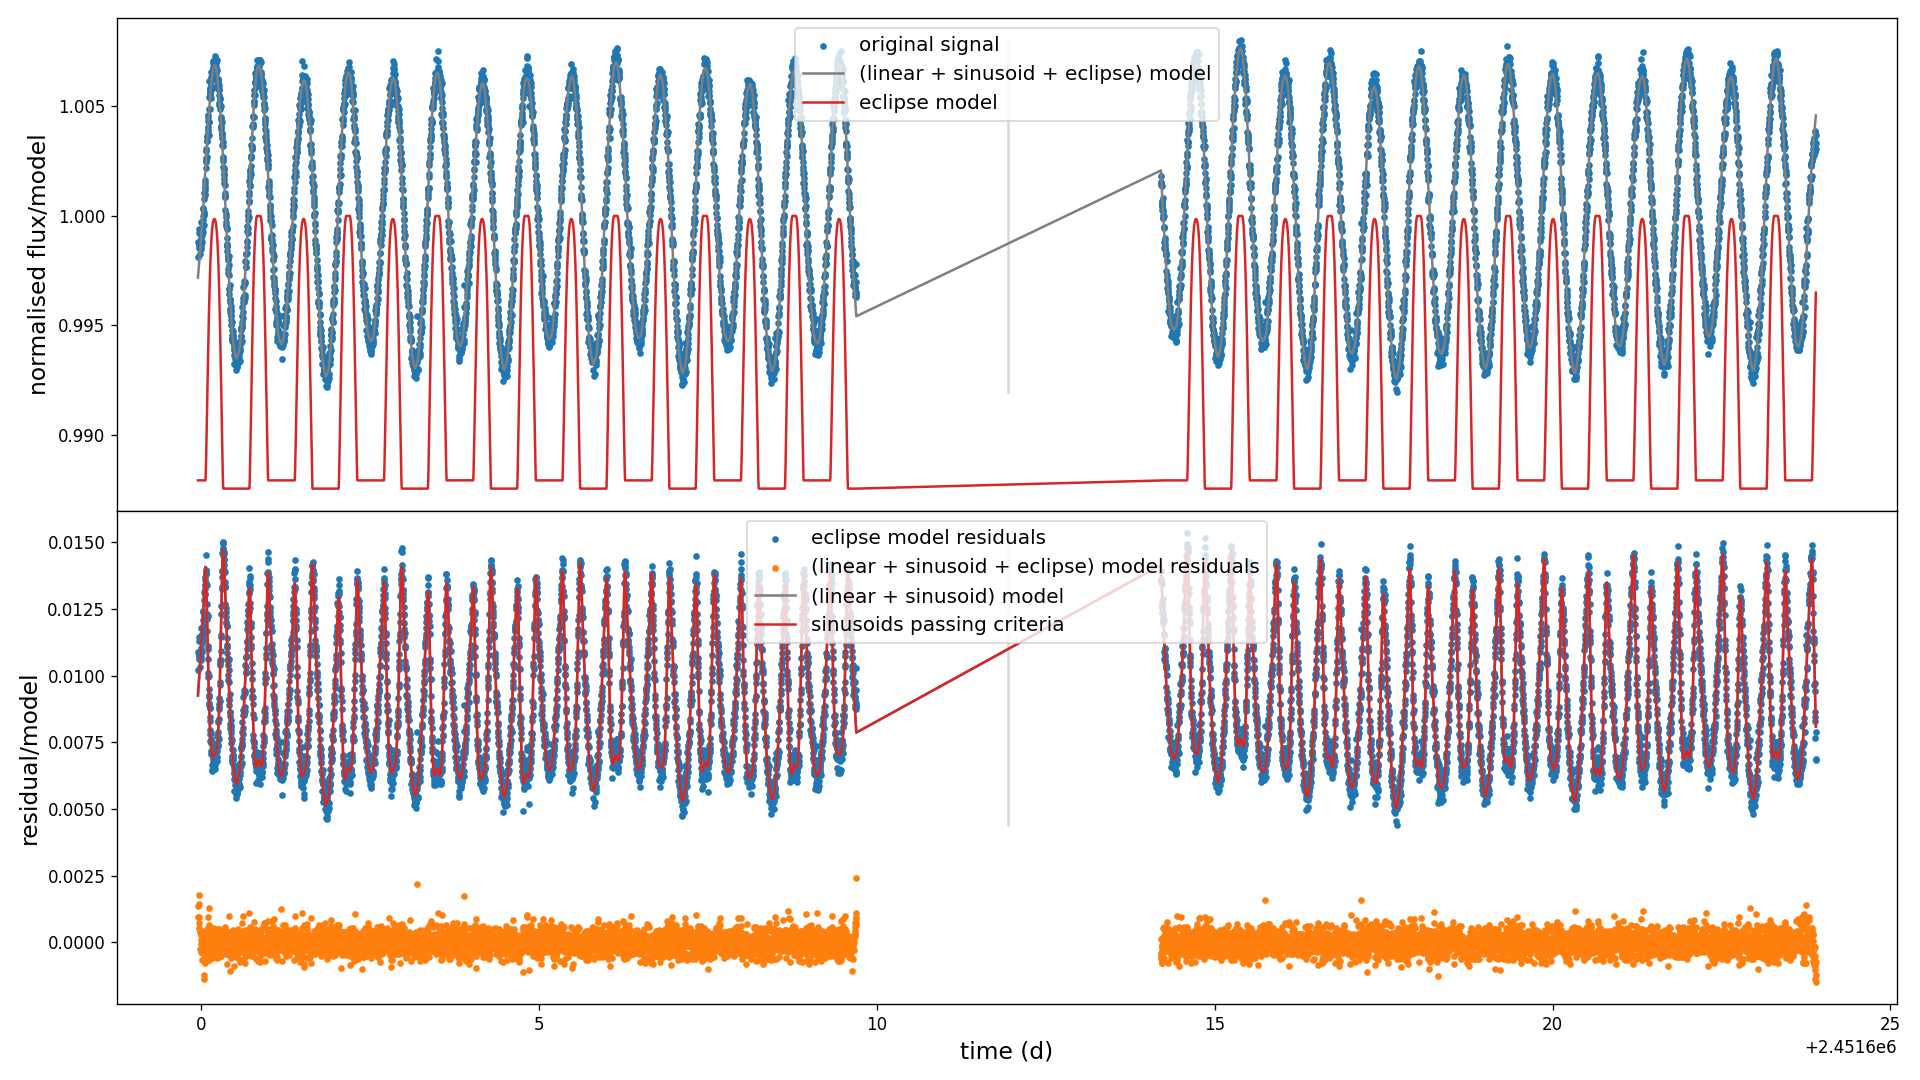 original signal
(linear + sinusoid + eclipse) model
eclipse model
1.005
1.000
0.995
0.990
normalised flux/model
eclipse model residuals
(linear + sinusoid + eclipse) model residuals
(linear + sinusoid) model
sinusoids passing criteria
0.0150
0.0125
0.0100
0.0075
0.0050
0.0025
0.0000
residual/model
0 5 10 15 20 25
time (d)
+2.4516e6